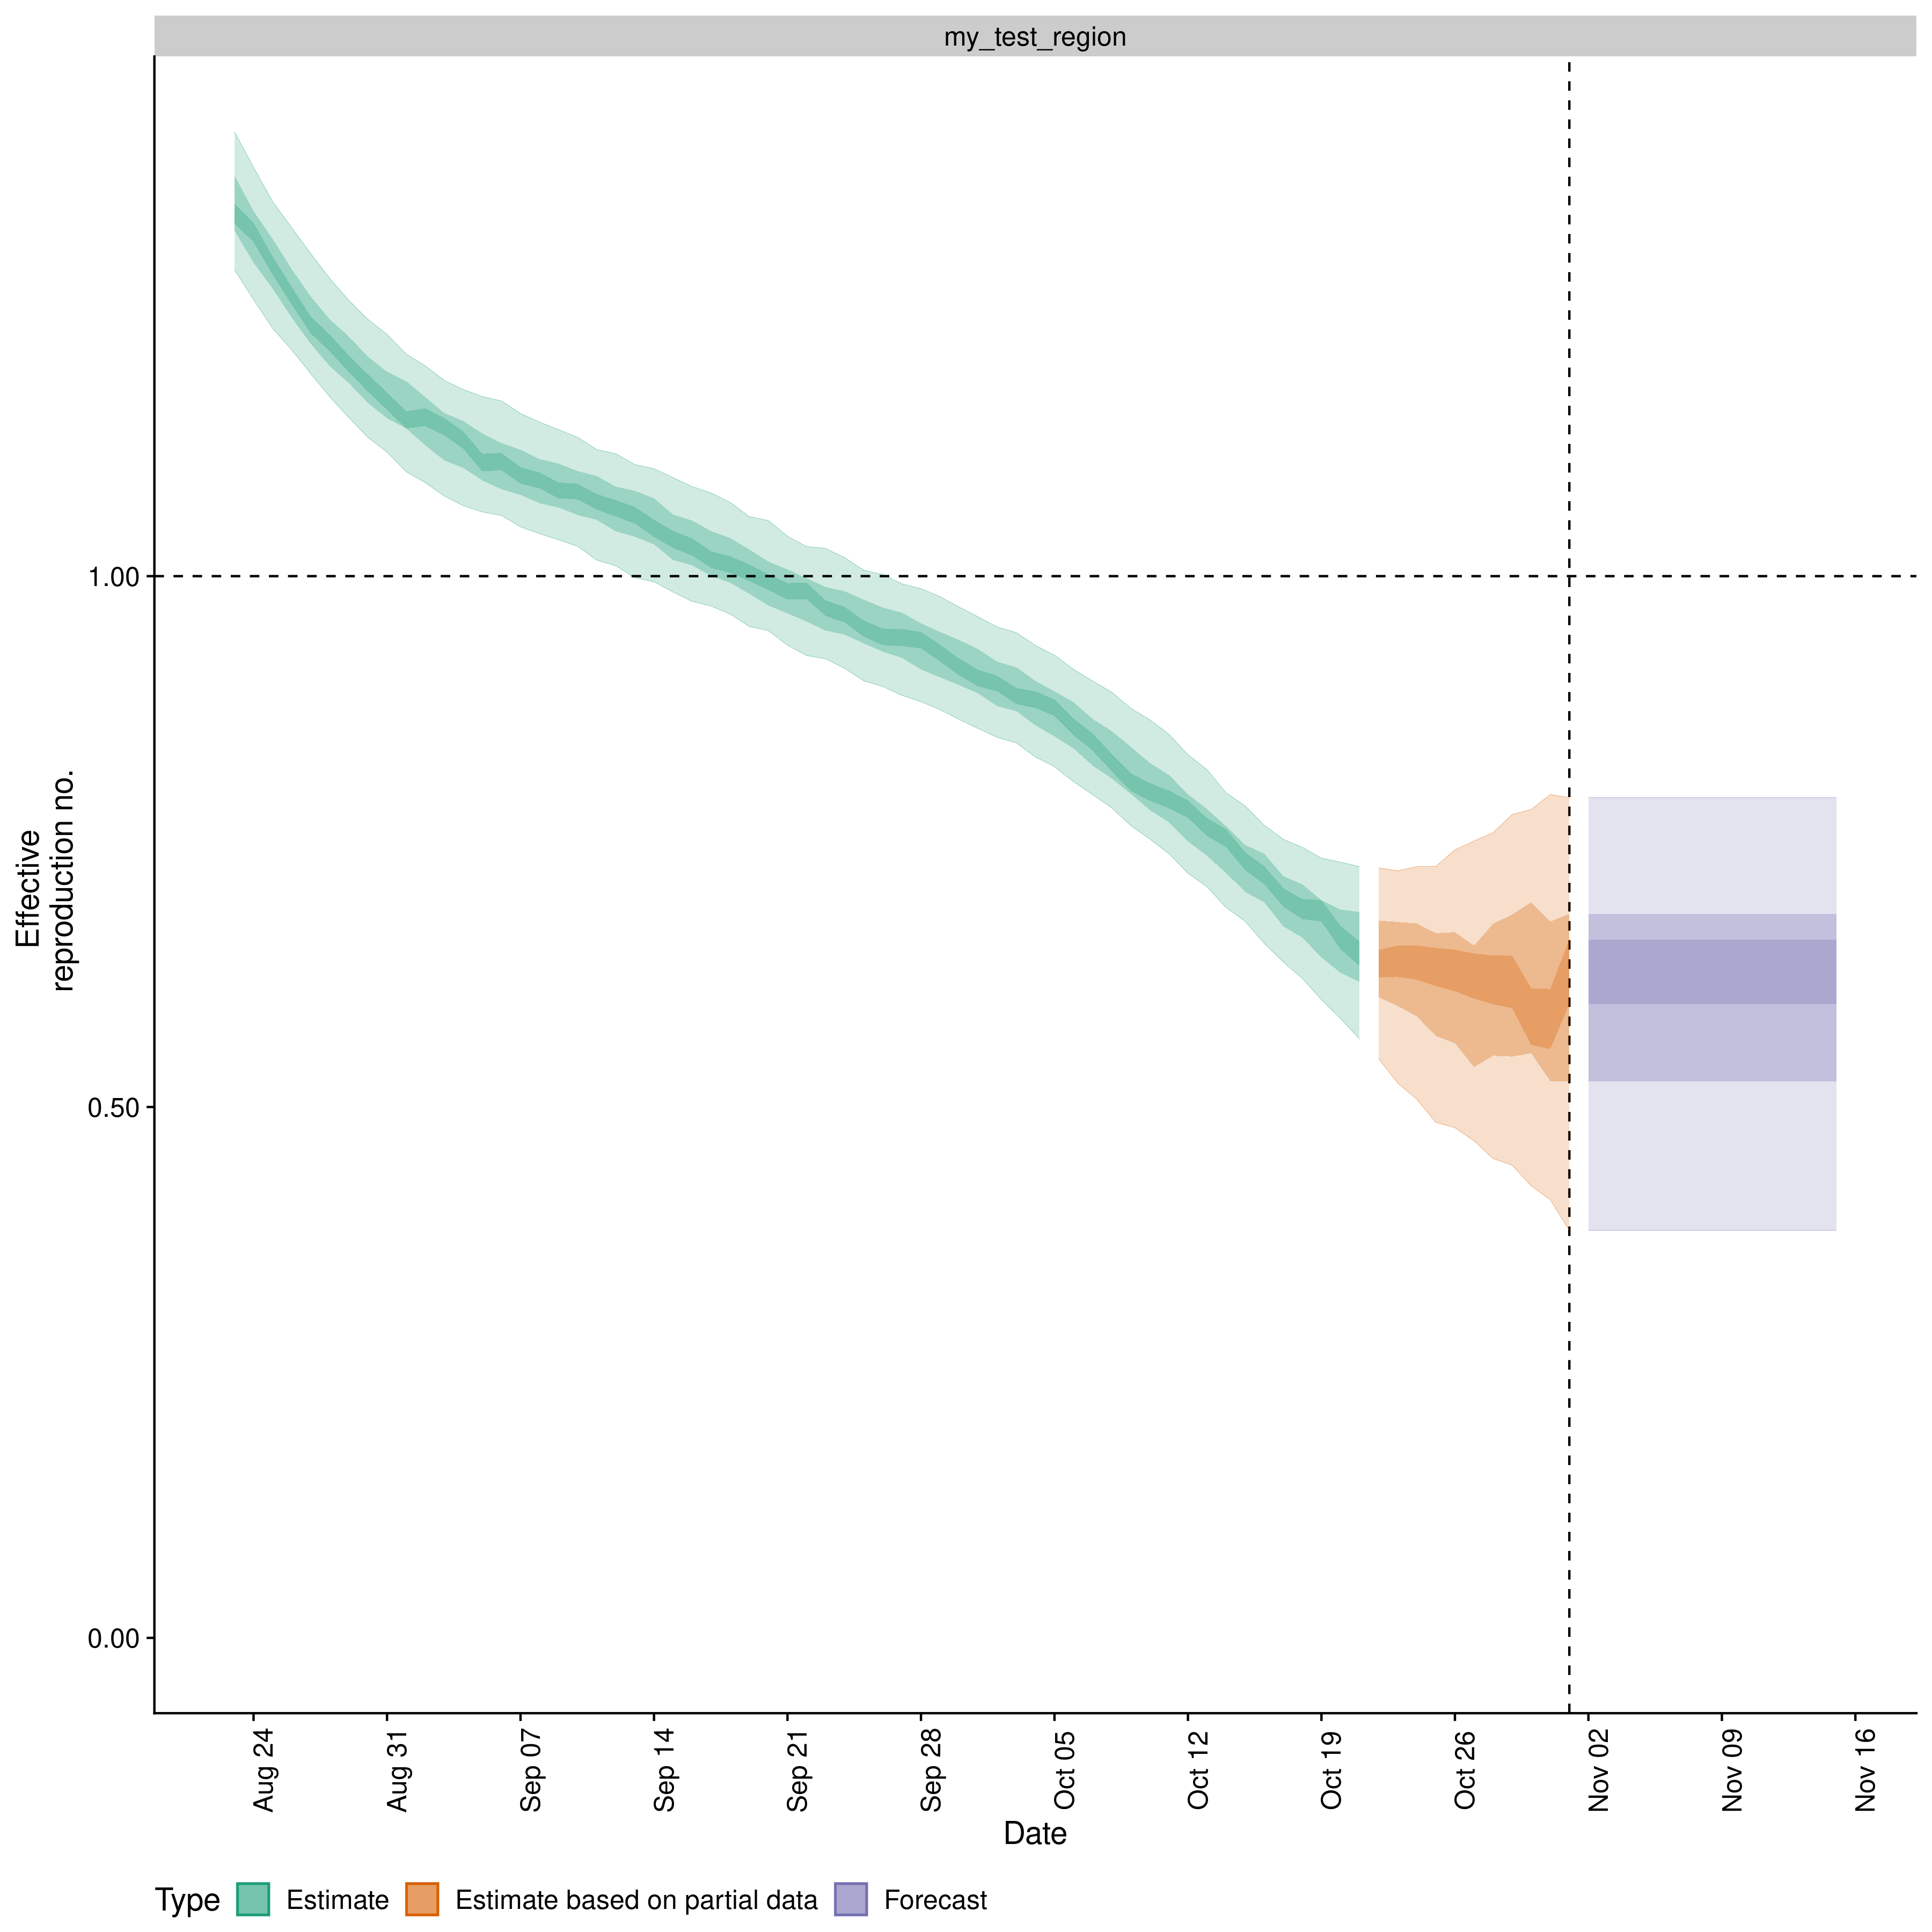 my_test_region
Effective
reproduction no.
1.00
0.50
0.00
Aug 24
Aug 31
Sep 07
Sep 14
Sep 21
Sep 28
Oct 05
Oct 12
Oct 19
Oct 26
Nov 02
Nov 09
Nov 16
Date
Type Estimate Estimate based on partial data Forecast